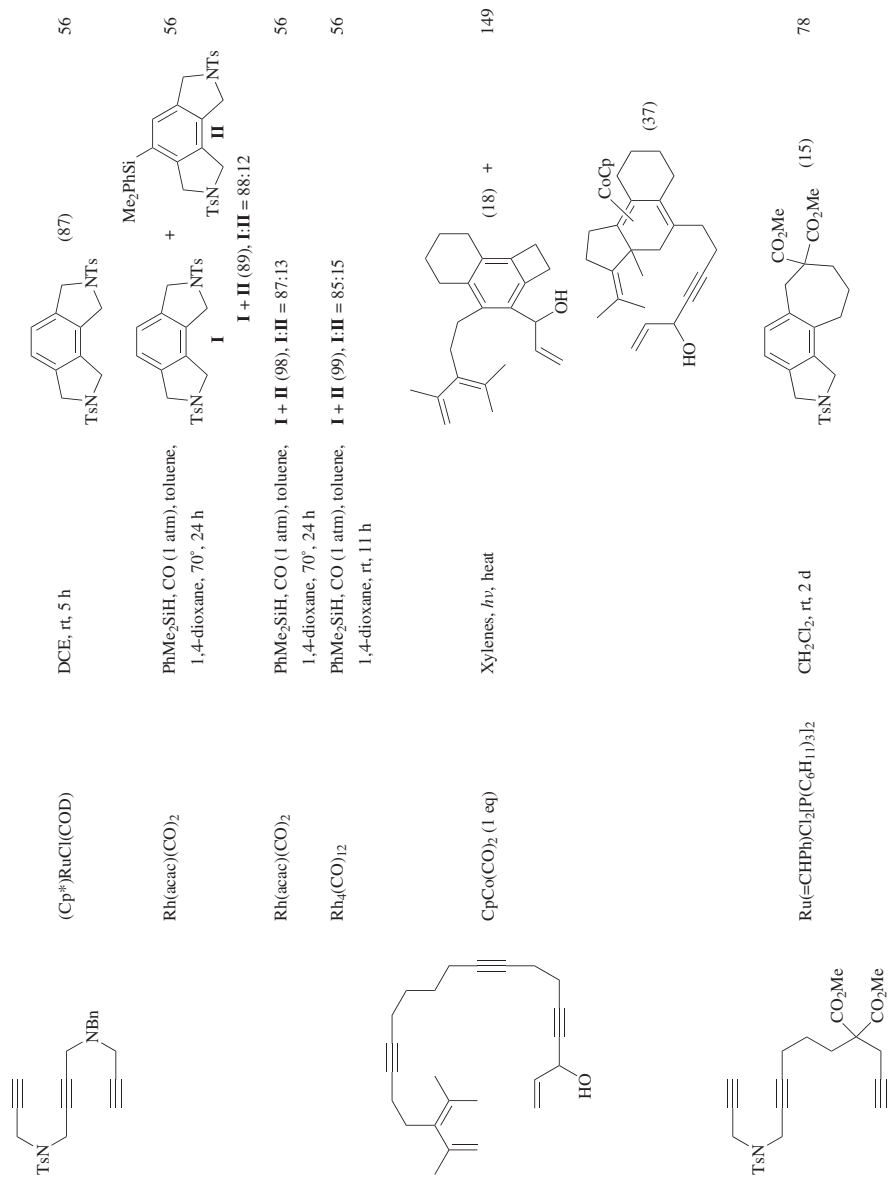 TsN
NBn
(Cp*)RuCl(COD)
DCE, rt, 5 h
TsN
NTs
(87)
56
Rh(acac)(CO)₂
PhMe₂SiH, CO (1 atm), toluene,
1,4-dioxane, 70°, 24 h
TsN
NTs
I
+
Me₂PhSi
TsN
NTs
II
I + II (89), I:II = 88:12
56
Rh(acac)(CO)₂
PhMe₂SiH, CO (1 atm), toluene,
1,4-dioxane, 70°, 24 h
I + II (98), I:II = 87:13
56
Rh₄(CO)₁₂
PhMe₂SiH, CO (1 atm), toluene,
1,4-dioxane, rt, 11 h
I + II (99), I:II = 85:15
56
HO
CpCo(CO)₂ (1 eq)
Xylenes, hν, heat
OH
(18) +
149
CoCp
HO
(37)
TsN
CO₂Me
CO₂Me
Ru(=CHPh)Cl₂[P(C₆H₁₁)₃]₂
CH₂Cl₂, rt, 2 d
TsN
CO₂Me
CO₂Me
(15)
78